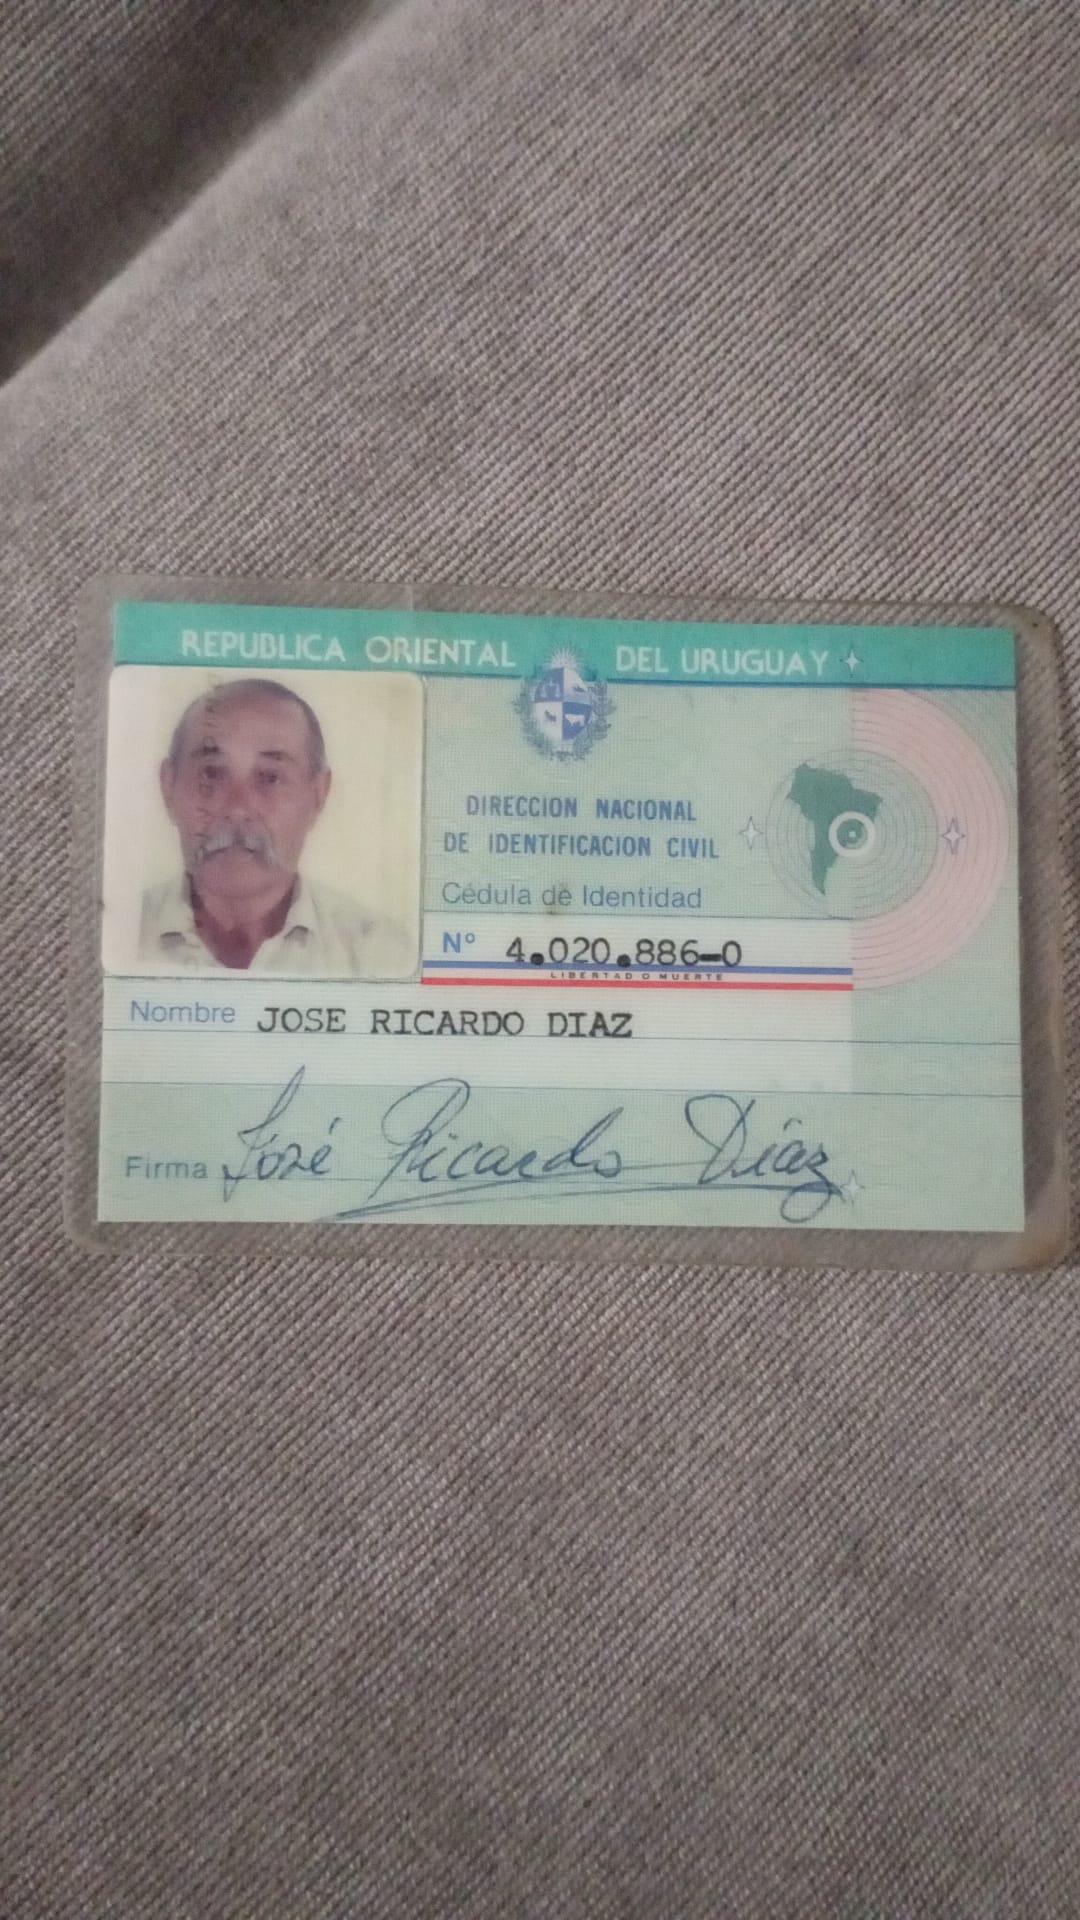 REPUBLICA ORIENTAL DEL URUGUAY
DIRECCION NACIONAL
DE IDENTIFICACION CIVIL
Cédula de Identidad
Nº 4.020.886-0
LIBERTAD O MUERTE
Nombre JOSE RICARDO DIAZ
Firma José Ricardo Díaz